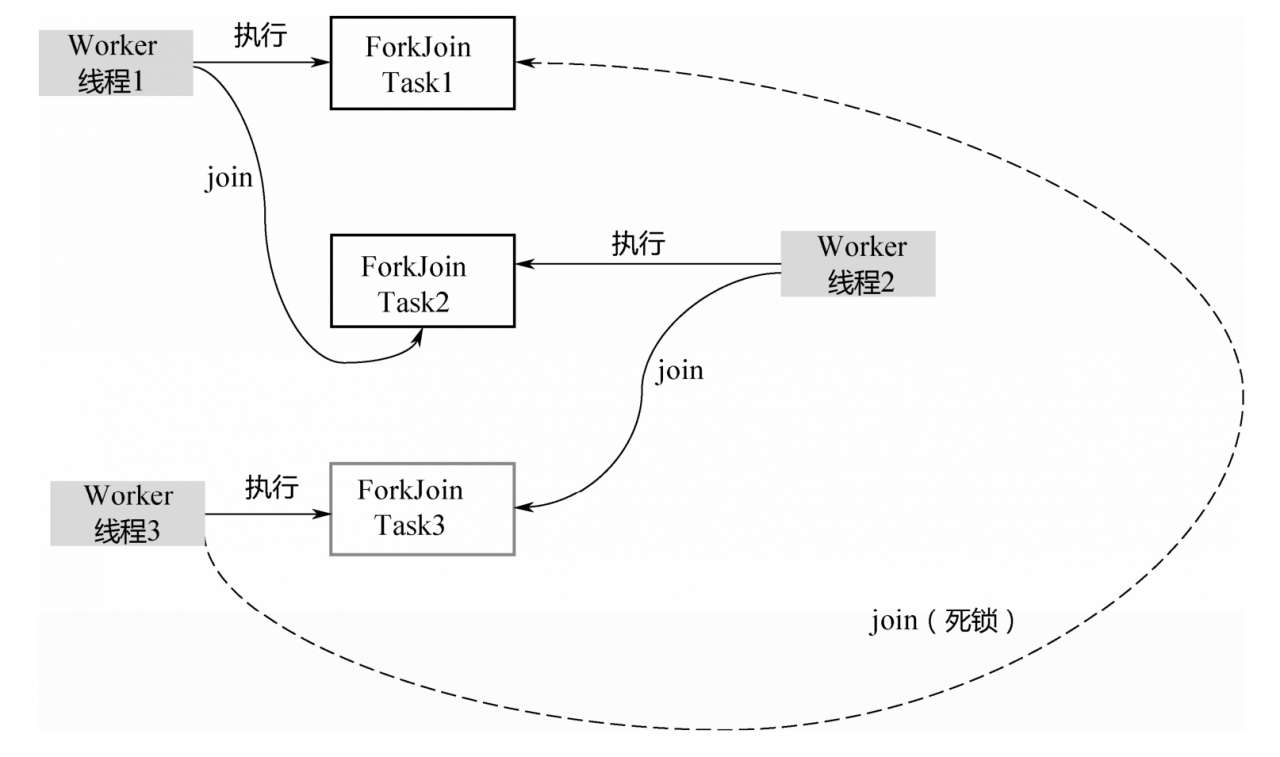 Worker
线程1
执行
ForkJoin
Task1
join
ForkJoin
Task2
执行
Worker
线程2
join
Worker
线程3
执行
ForkJoin
Task3
join（死锁）